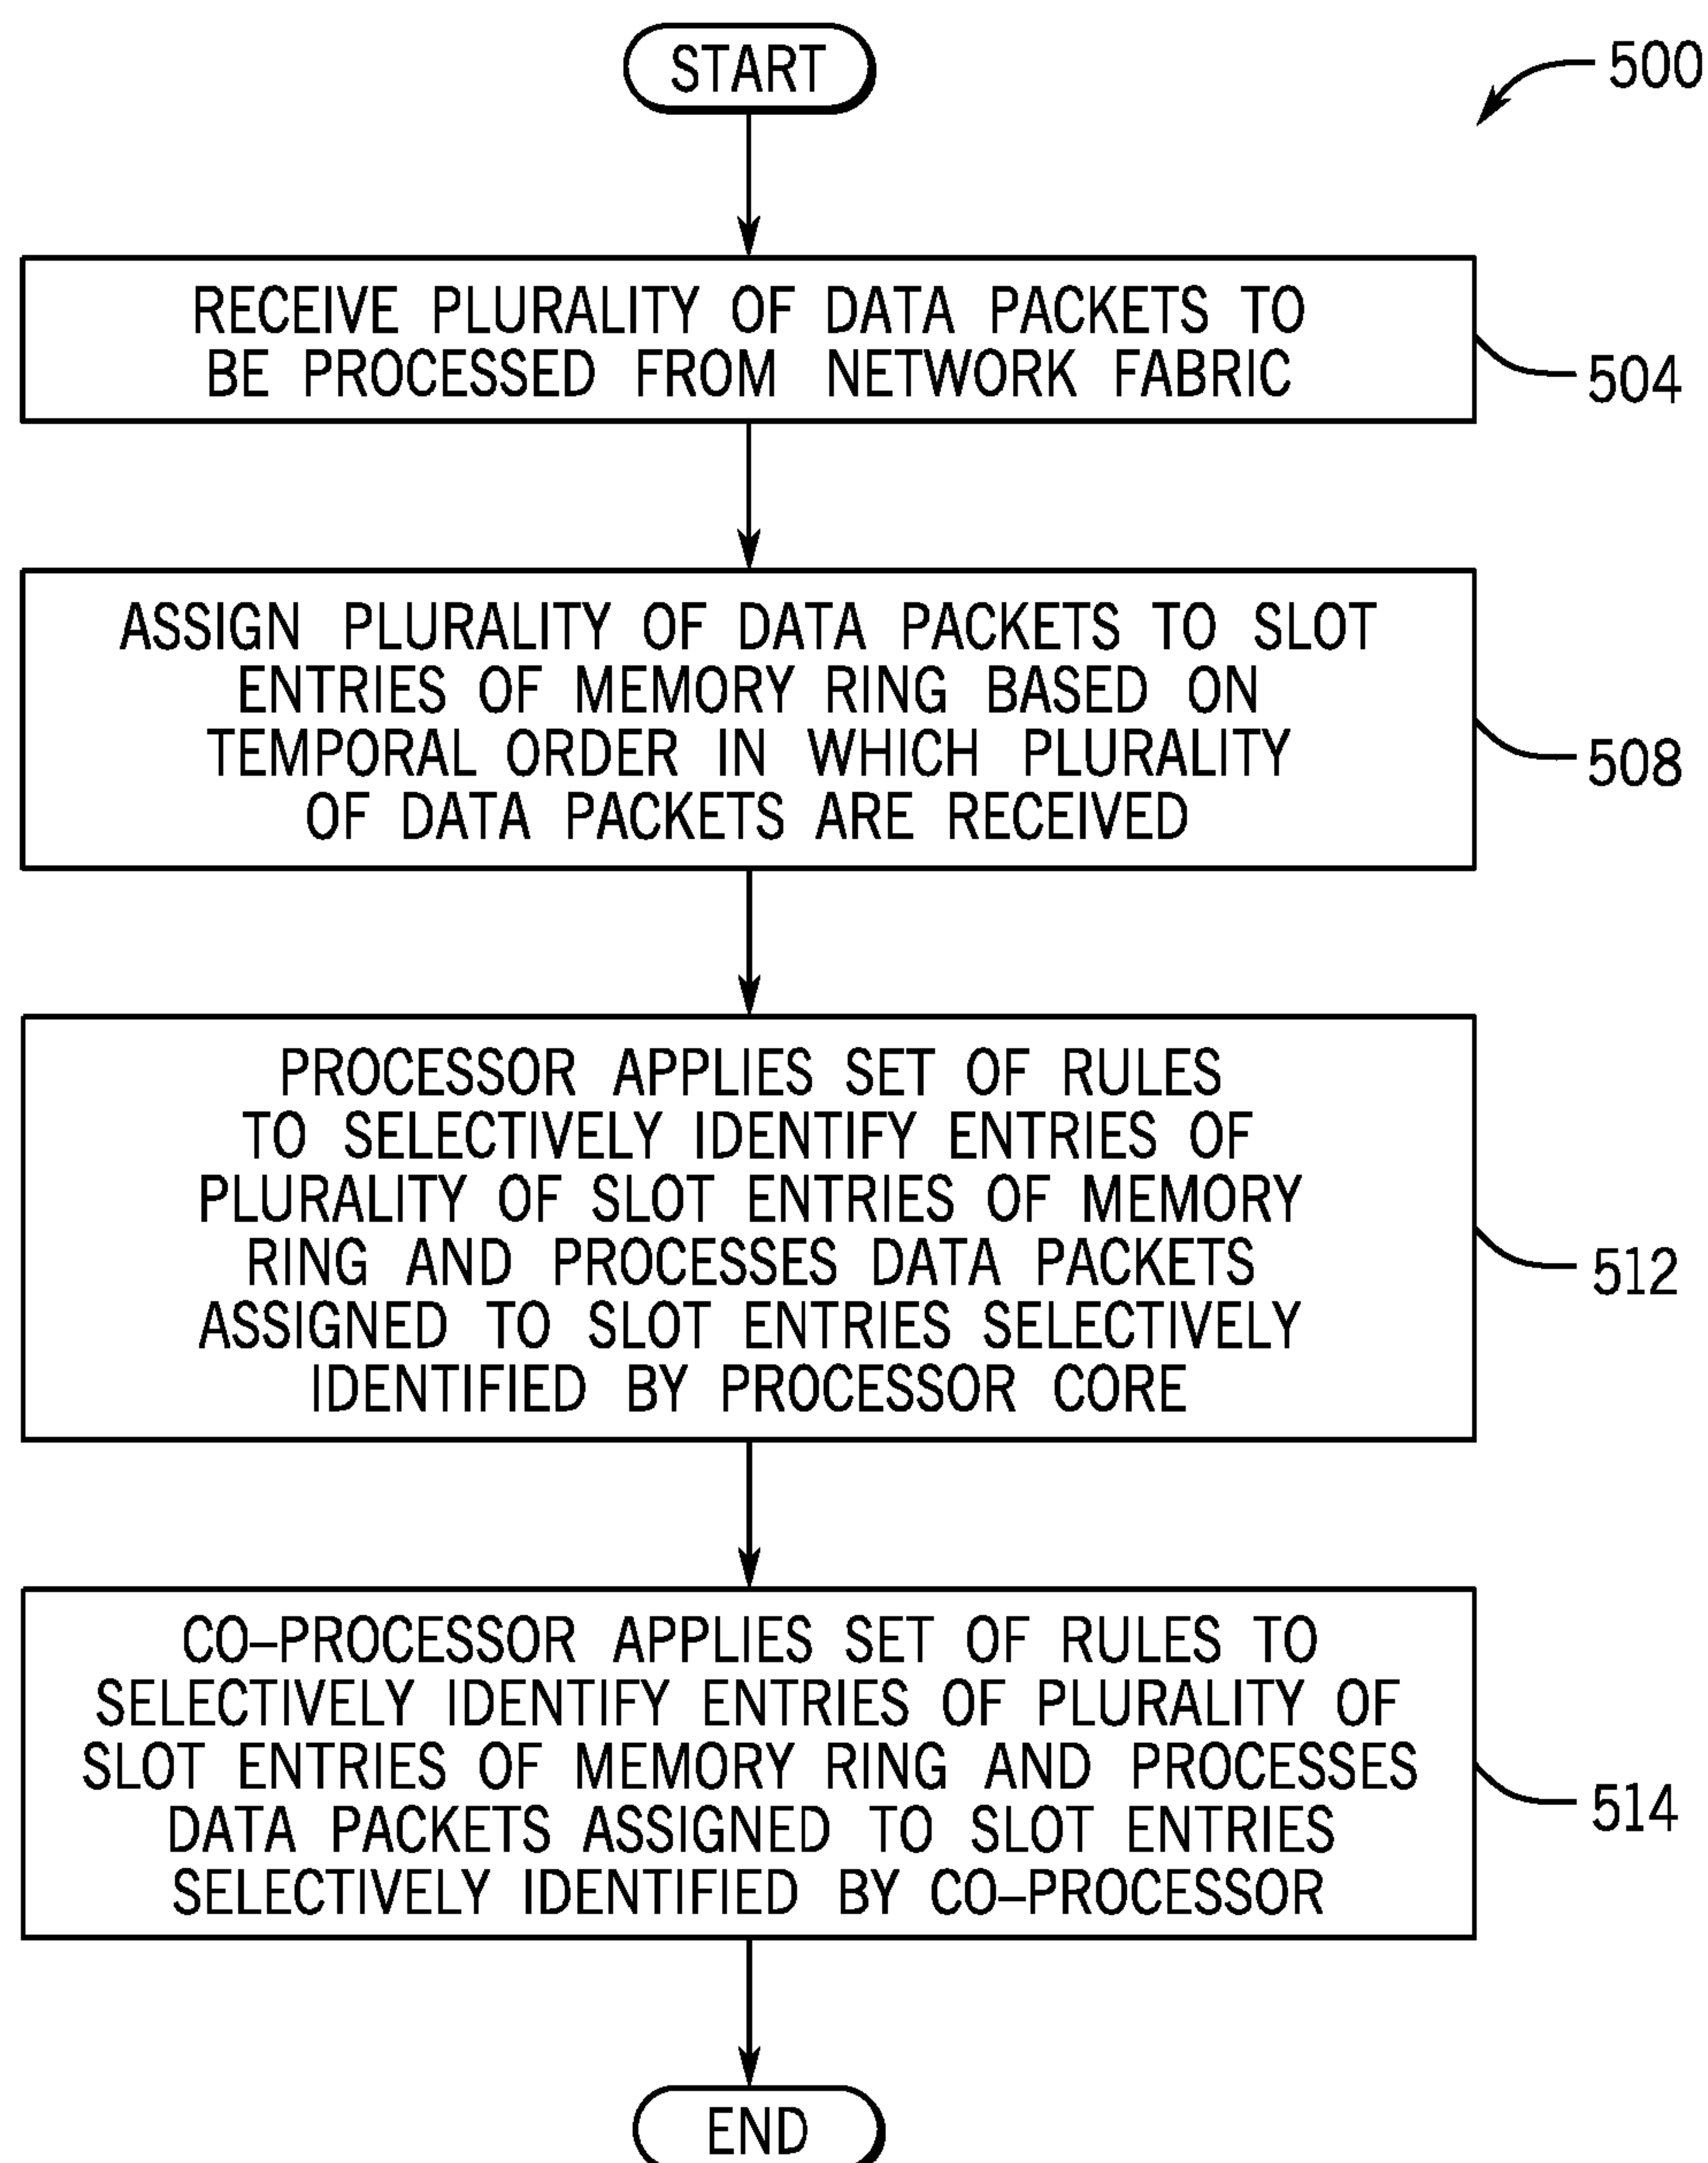 START
500
RECEIVE PLURALITY OF DATA PACKETS TO
BE PROCESSED FROM NETWORK FABRIC
504
ASSIGN PLURALITY OF DATA PACKETS TO SLOT
ENTRIES OF MEMORY RING BASED ON
TEMPORAL ORDER IN WHICH PLURALITY
OF DATA PACKETS ARE RECEIVED
508
PROCESSOR APPLIES SET OF RULES
TO SELECTIVELY IDENTIFY ENTRIES OF
PLURALITY OF SLOT ENTRIES OF MEMORY
RING AND PROCESSES DATA PACKETS
ASSIGNED TO SLOT ENTRIES SELECTIVELY
IDENTIFIED BY PROCESSOR CORE
512
CO–PROCESSOR APPLIES SET OF RULES TO
SELECTIVELY IDENTIFY ENTRIES OF PLURALITY OF
SLOT ENTRIES OF MEMORY RING AND PROCESSES
DATA PACKETS ASSIGNED TO SLOT ENTRIES
SELECTIVELY IDENTIFIED BY CO–PROCESSOR
514
END